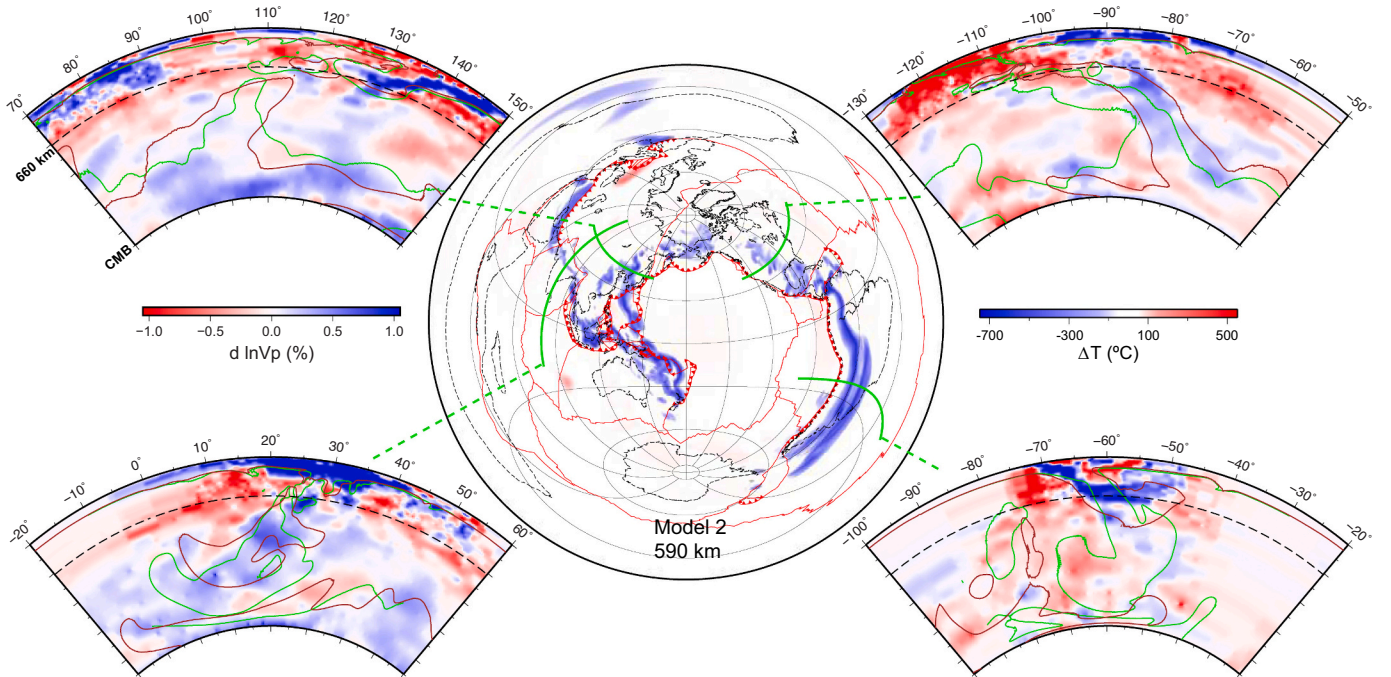 70˚ 80˚ 90˚ 100˚ 110˚ 120˚ 130˚ 140˚ 150˚
660 km
CMB
−130˚ −120˚ −110˚ −100˚ −90˚ −80˚ −70˚ −60˚ −50˚
−1.0 −0.5 0.0 0.5 1.0
d lnVp (%)
-700 -300 100 500
ΔT (ºC)
−20˚ −10˚ 0˚ 10˚ 20˚ 30˚ 40˚ 50˚ 60˚
Model 2
590 km
−100˚ −90˚ −80˚ −70˚ −60˚ −50˚ −40˚ −30˚ −20˚